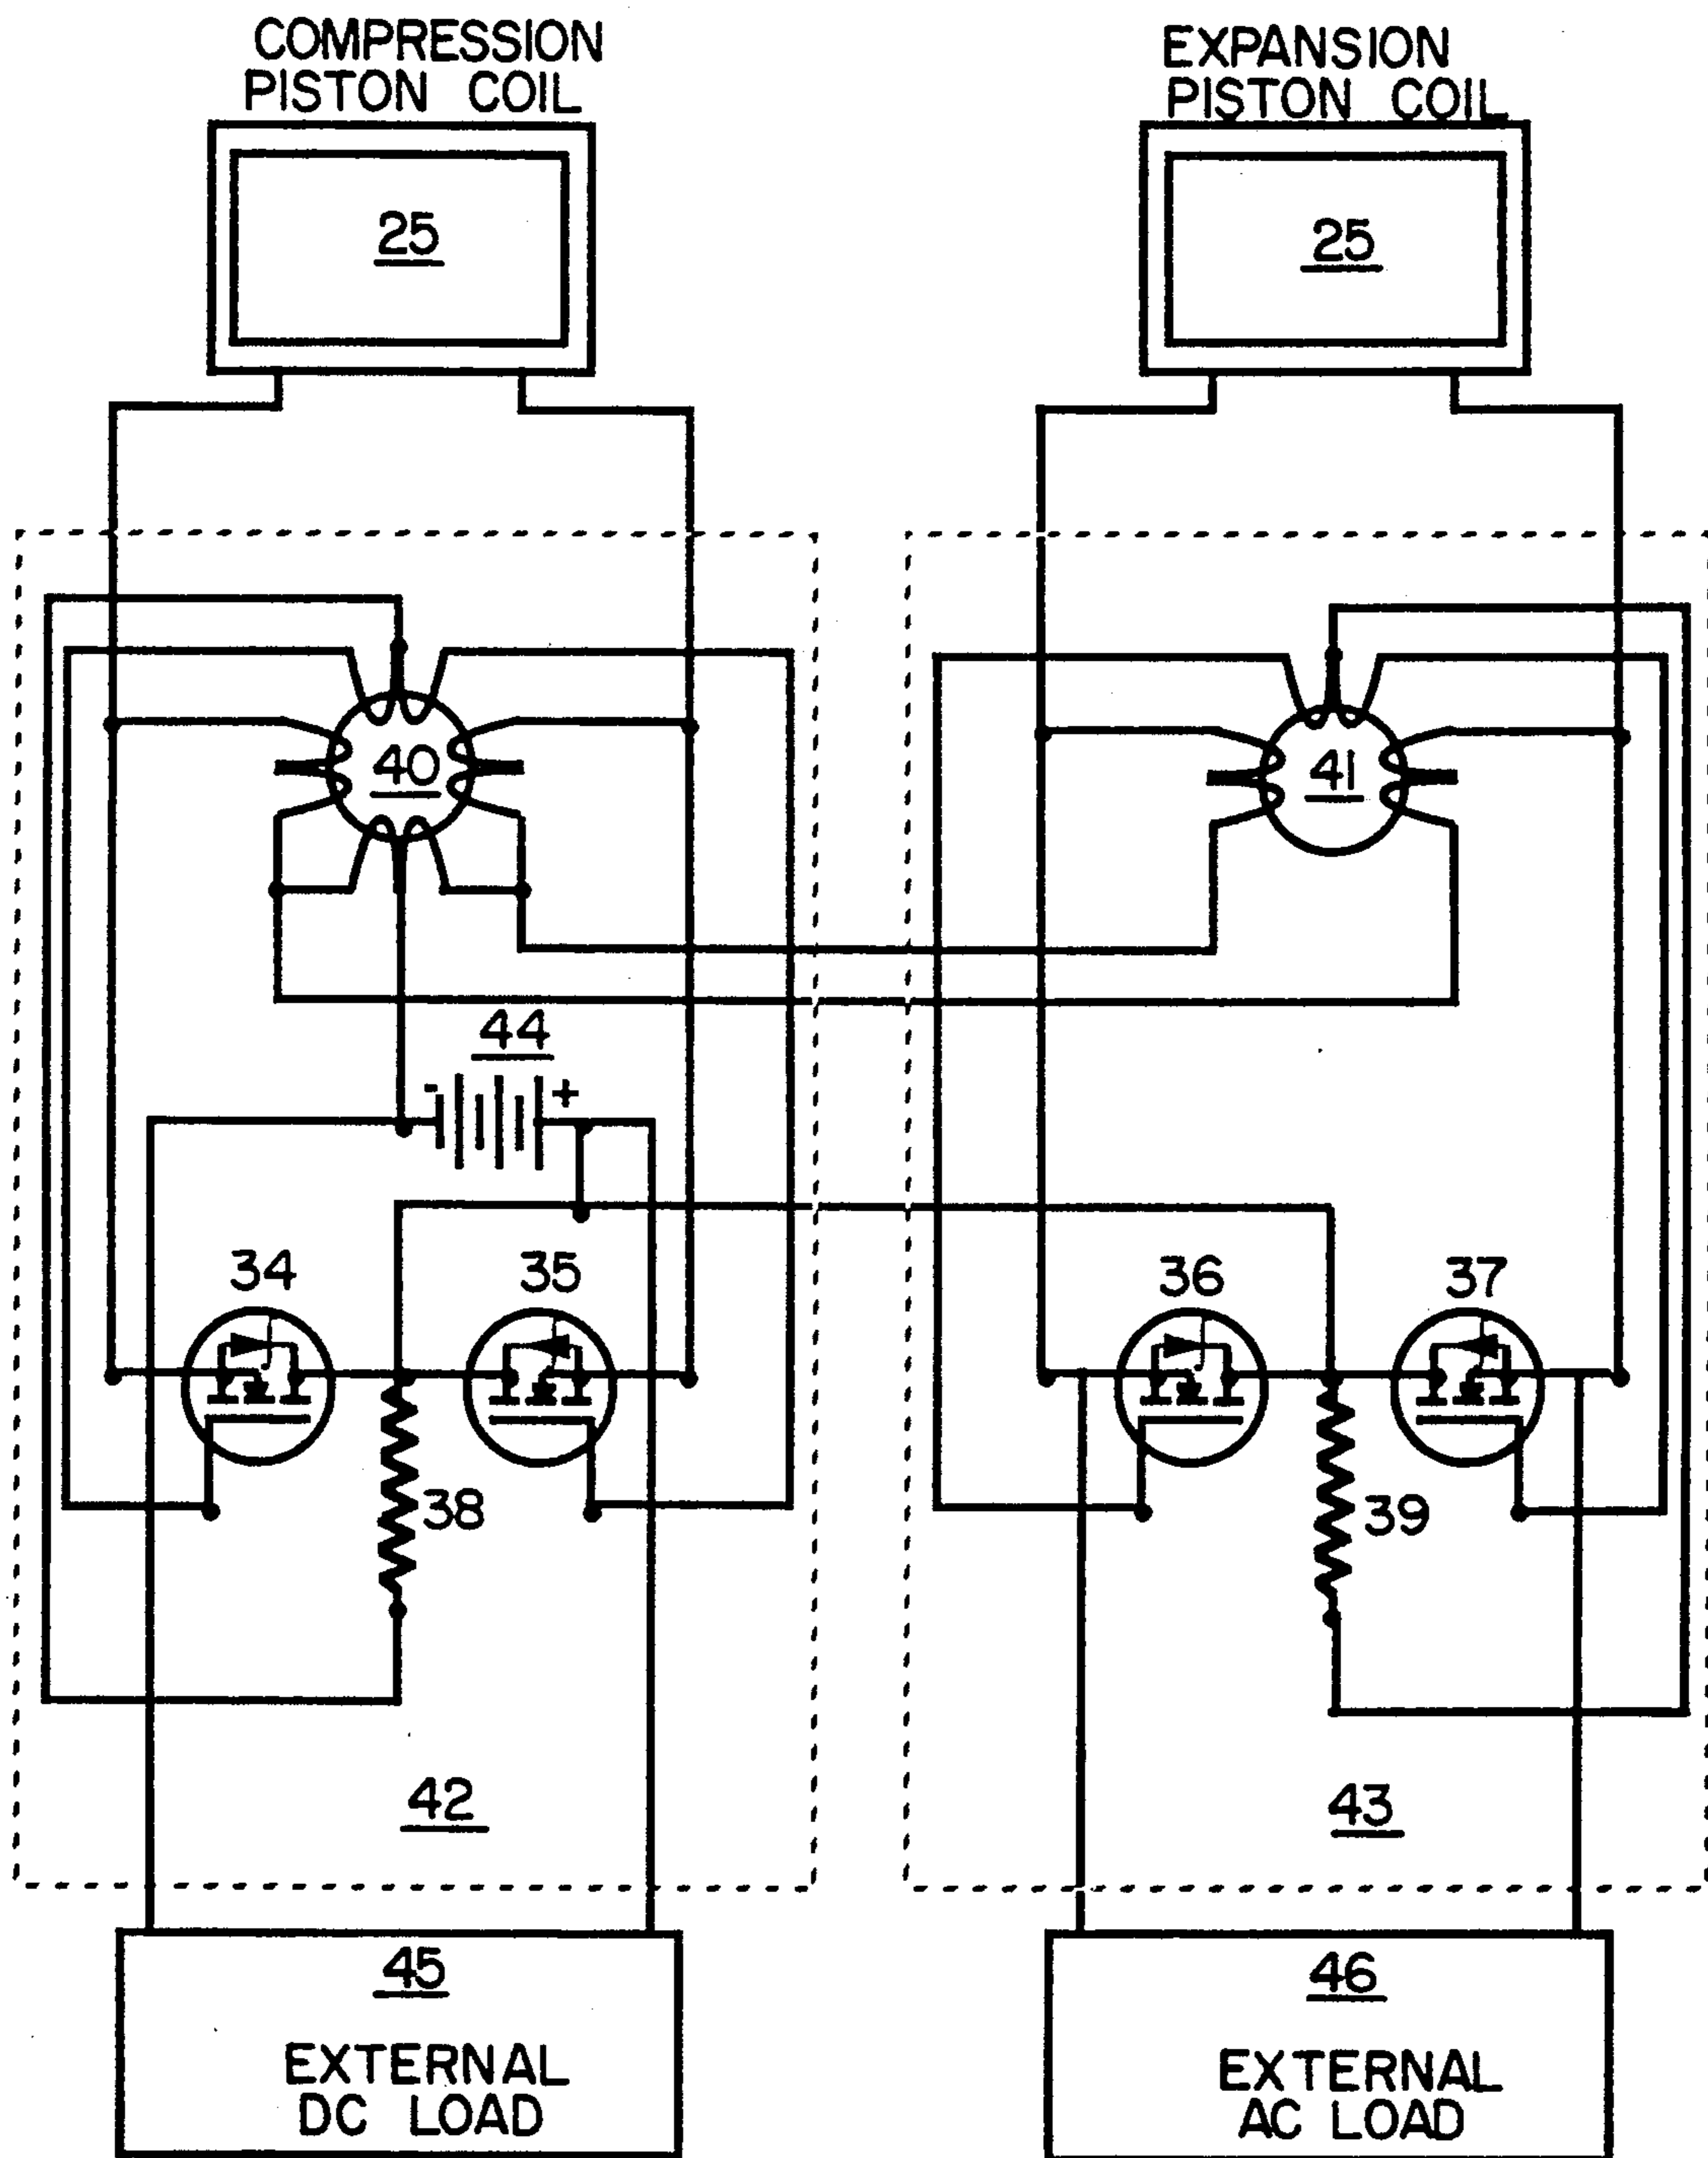 COMPRESSION
PISTON COIL
EXPANSION
PISTON COIL
25
25
40
41
44
- +
34
35
36
37
38
39
42
43
45
EXTERNAL
DC LOAD
46
EXTERNAL
AC LOAD